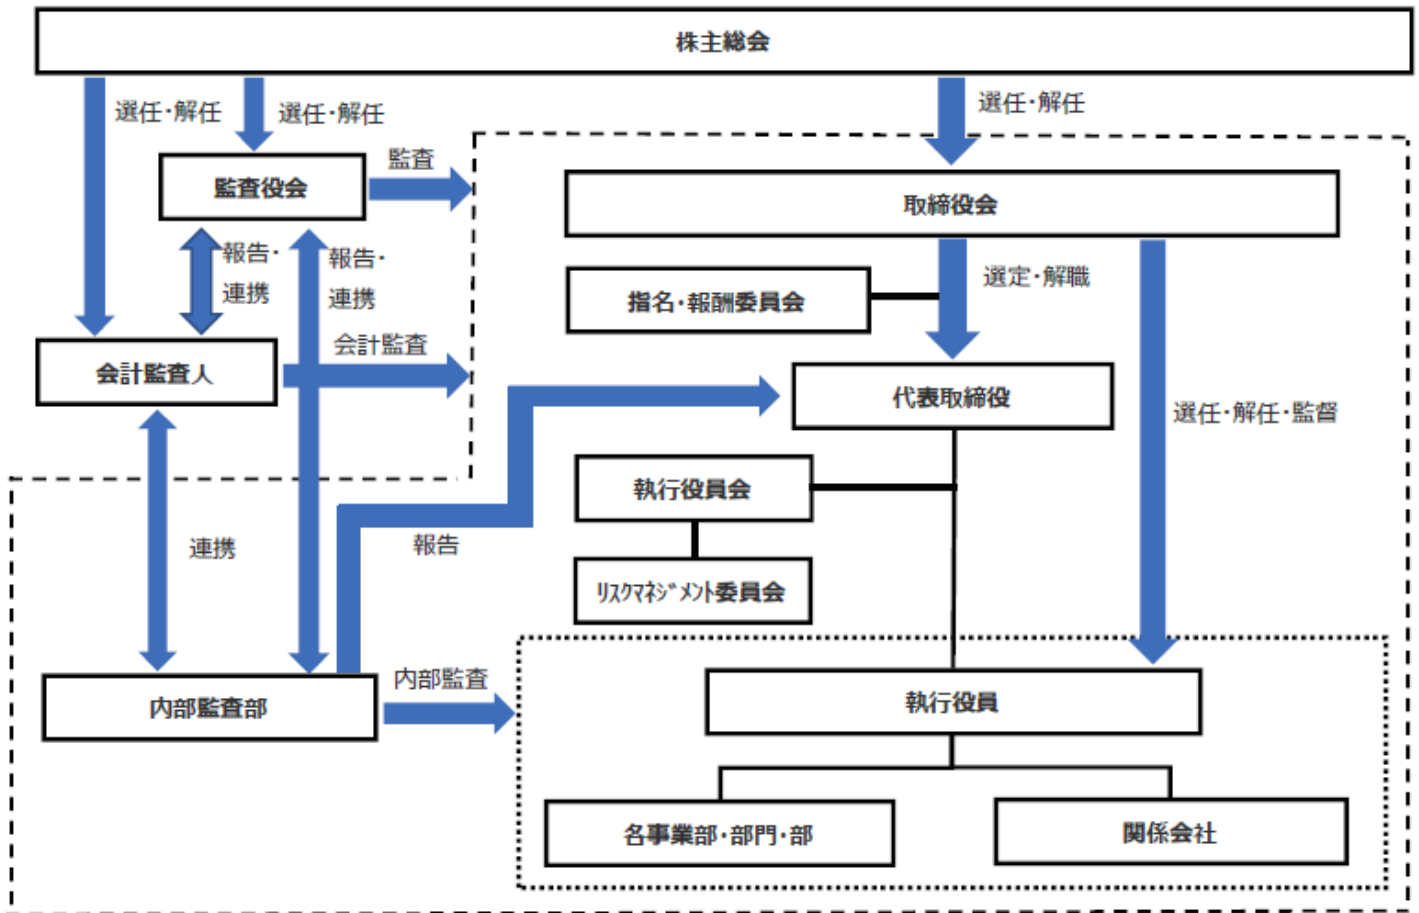 株主総会
選任・解任
選任・解任
選任・解任
監査役会
監査
取締役会
報告・
連携
報告・
連携
選定・解職
指名・報酬委員会
会計監査人
会計監査
代表取締役
選任・解任・監督
執行役員会
連携
報告
リスクマネジメント委員会
内部監査部
内部監査
執行役員
各事業部・部門・部
関係会社